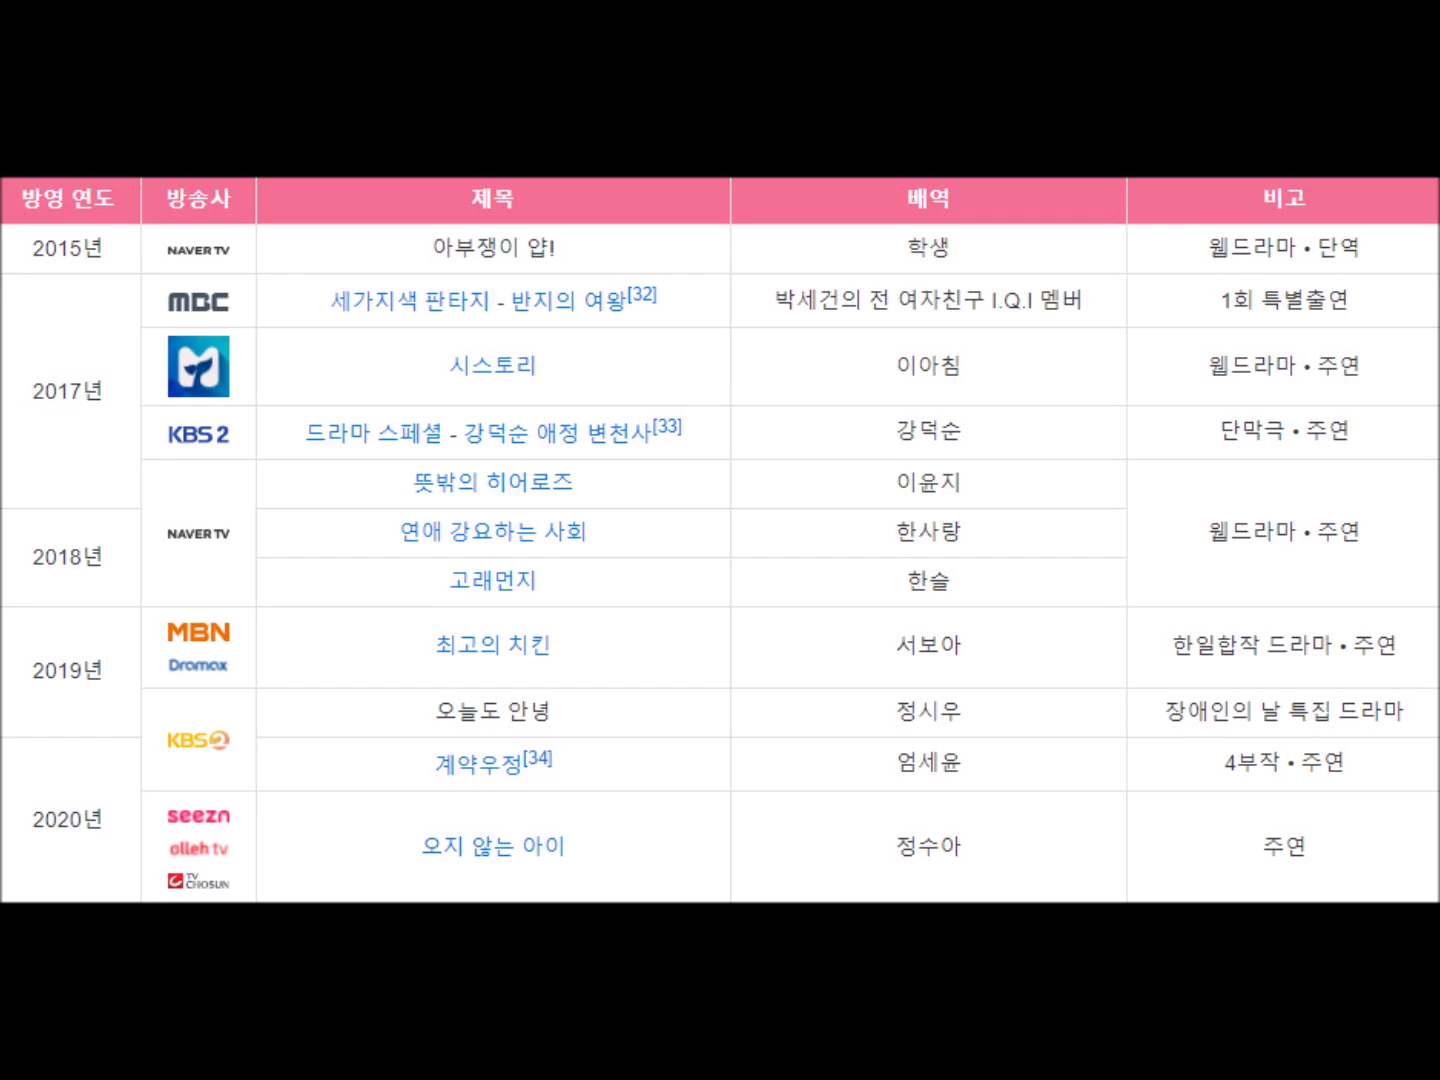 방영 연도 방송사 제목 배역 비고
2015년 NAVER TV 아부쟁이 얍! 학생 웹드라마 • 단역
MBC 세가지색 판타지 - 반지의 여왕[32] 박세건의 전 여자친구 I.Q.I 멤버 1회 특별출연
2017년 시스토리 이아침 웹드라마 • 주연
KBS 2 드라마 스페셜 - 강덕순 애정 변천사[33] 강덕순 단막극 • 주연
뜻밖의 히어로즈 이윤지
2018년 NAVER TV 연애 강요하는 사회 한사랑 웹드라마 • 주연
고래먼지 한슬
2019년 MBN 최고의 치킨 서보아 한일합작 드라마 • 주연
Dramax
오늘도 안녕 정시우 장애인의 날 특집 드라마
KBS2
계약우정[34] 엄세윤 4부작 • 주연
2020년 seezn 오지 않는 아이 정수아 주연
olleh tv
TV CHOSUN